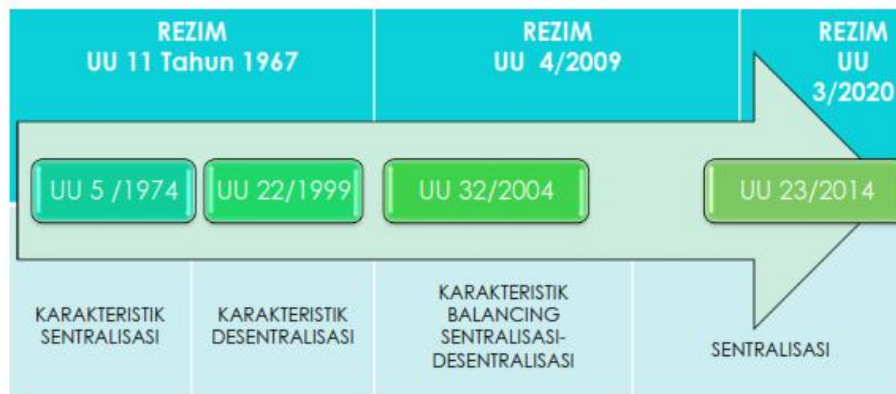 REZIM
UU 11 Tahun 1967
REZIM
UU 4/2009
REZIM
UU
3/2020
UU 5 /1974
UU 22/1999
UU 32/2004
UU 23/2014
KARAKTERISTIK
SENTRALISASI
KARAKTERISTIK
DESENTRALISASI
KARAKTERISTIK
BALANCING
SENTRALISASI-
DESENTRALISASI
SENTRALISASI